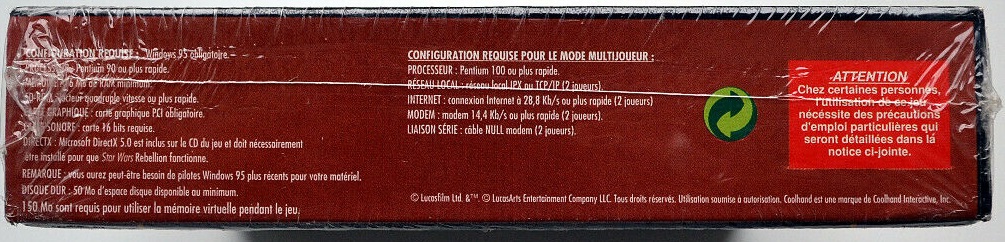 CONFIGURATION REQUISE : Windows 95 obligatoire.
PROCESSEUR : Pentium 90 ou plus rapide.
MÉMOIRE : 16 Mo de RAM minimum.
CD-ROM : lecteur quadruple vitesse ou plus rapide.
CARTE GRAPHIQUE : carte graphique PCI obligatoire.
CARTE SONORE : carte 16 bits requise.
DIRECTX : Microsoft DirectX 5.0 est inclus sur le CD du jeu et doit nécessairement
être installé pour que Star Wars Rebellion fonctionne.
REMARQUE : vous aurez peut-être besoin de pilotes Windows 95 plus récents pour votre matériel.
DISQUE DUR : 50 Mo d'espace disque disponible au minimum.
150 Mo sont requis pour utiliser la mémoire virtuelle pendant le jeu.
CONFIGURATION REQUISE POUR LE MODE MULTIJOUEUR :
PROCESSEUR : Pentium 100 ou plus rapide.
RÉSEAU LOCAL : réseau local IPX ou TCP/IP (2 joueurs).
INTERNET : connexion Internet à 28,8 Kb/s ou plus rapide (2 joueurs)
MODEM : modem 14,4 Kb/s ou plus rapide (2 joueurs).
LIAISON SÉRIE : câble NULL modem (2 joueurs).
ATTENTION
Chez certaines personnes,
l'utilisation de ce jeu
nécessite des précautions
d'emploi particulières qui
seront détaillées dans la
notice ci-jointe.
© Lucasfilm Ltd. &™. © LucasArts Entertainment Company LLC. Tous droits réservés. Utilisation soumise à autorisation. Coolhand est une marque de Coolhand Interactive, Inc.